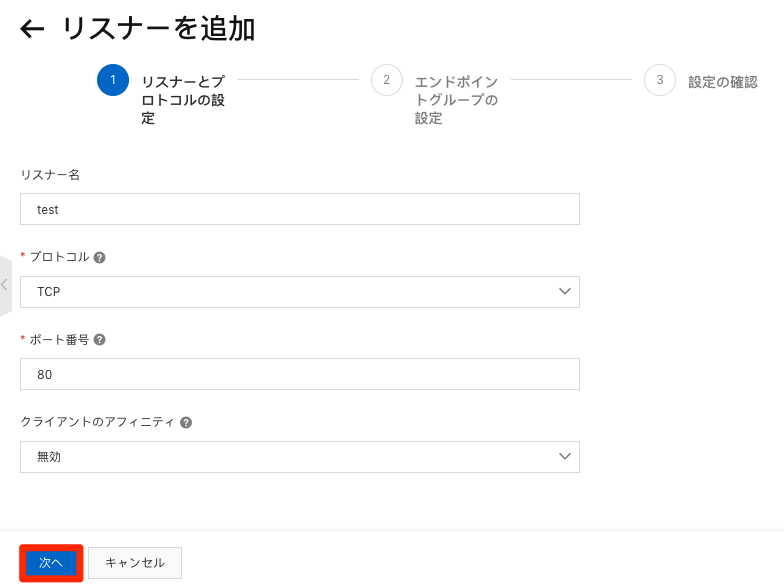 ← リスナーを追加
1 リスナーとプ
ロトコルの設
定
2 エンドポイン
トグループの
設定
3 設定の確認
リスナー名
test
* プロトコル ?
TCP
* ポート番号 ?
80
クライアントのアフィニティ ?
無効
次へ キャンセル